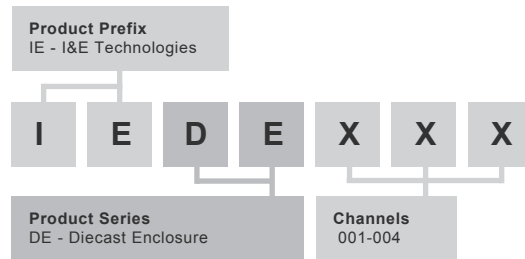 Product Prefix
IE - I&E Technologies
I E D E X X X
Product Series
DE - Diecast Enclosure
Channels
001-004